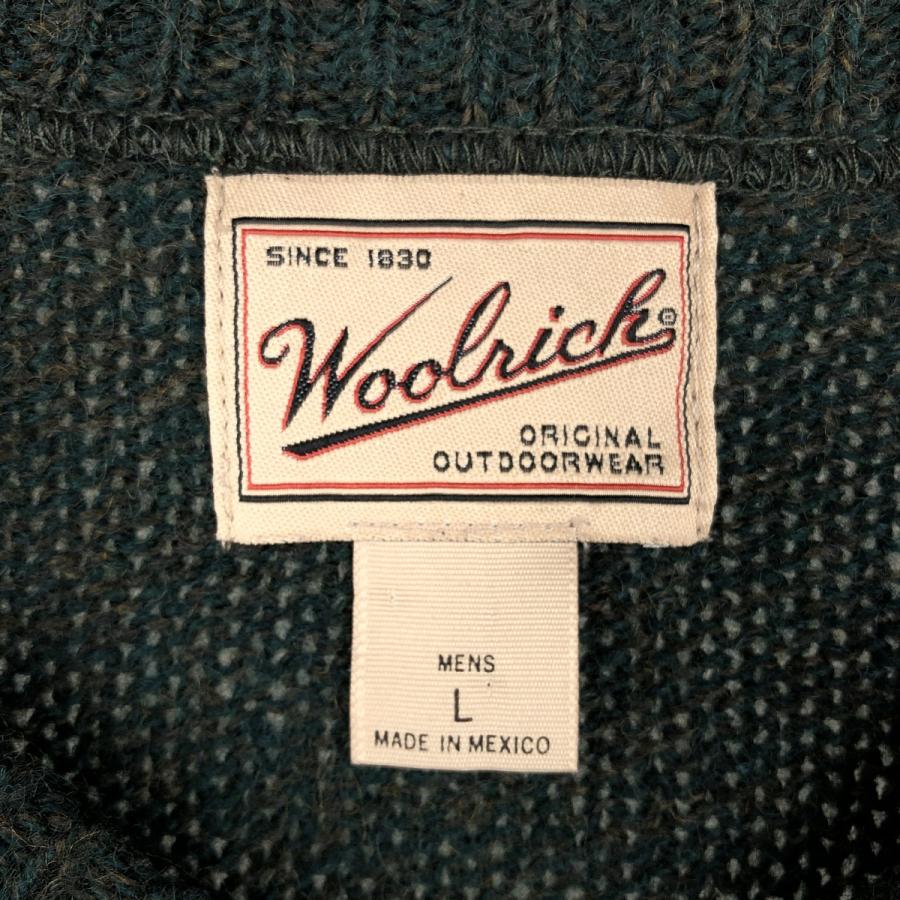 SINCE 1830
Woolrich®
ORIGINAL
OUTDOORWEAR
MENS
L
MADE IN MEXICO